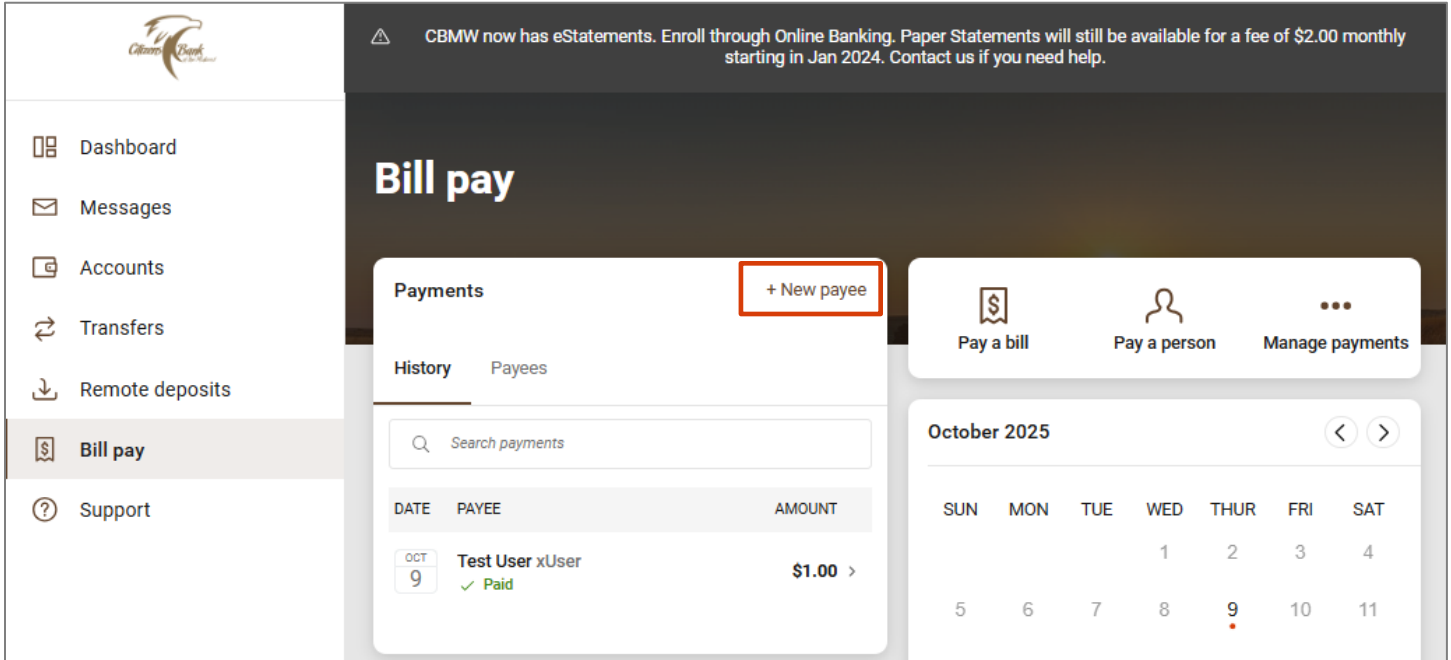 Citizens Bank
CBMW now has eStatements. Enroll through Online Banking. Paper Statements will still be available for a fee of $2.00 monthly
starting in Jan 2024. Contact us if you need help.
Dashboard
Messages
Accounts
Transfers
Remote deposits
Bill pay
Support
Bill pay
Payments
+ New payee
History Payees
Search payments
DATE PAYEE AMOUNT
OCT
9
Test User xUser
Paid
$1.00
Pay a bill
Pay a person
Manage payments
October 2025
SUN MON TUE WED THUR FRI SAT
1 2 3 4
5 6 7 8 9 10 11